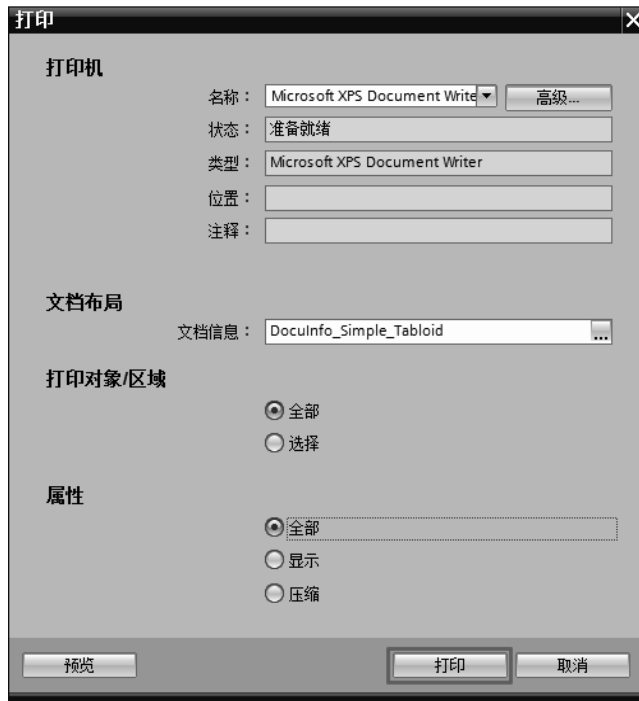 打印
打印机
名称： Microsoft XPS Document Write 高级...
状态： 准备就绪
类型： Microsoft XPS Document Writer
位置：
注释：
文档布局
文档信息： DocuInfo_Simple_Tabloid ...
打印对象/区域
全部
选择
属性
全部
显示
压缩
预览 打印 取消